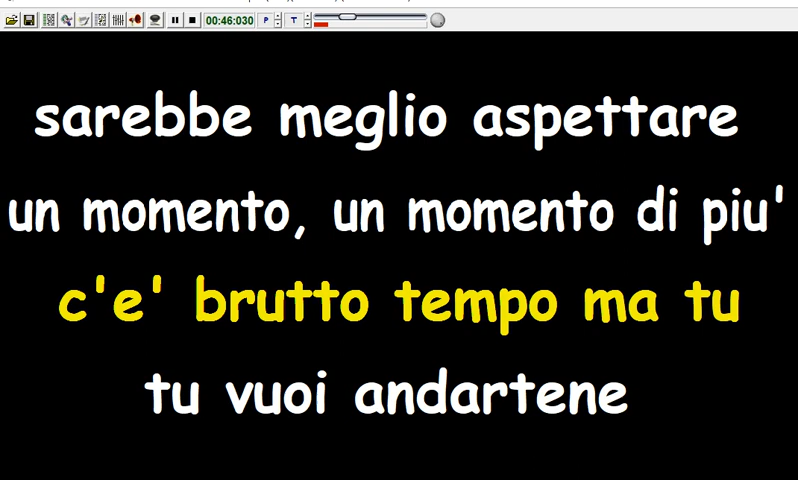 00:46:030 P T
sarebbe meglio aspettare
un momento, un momento di piu'
c'e' brutto tempo ma tu
tu vuoi andartene